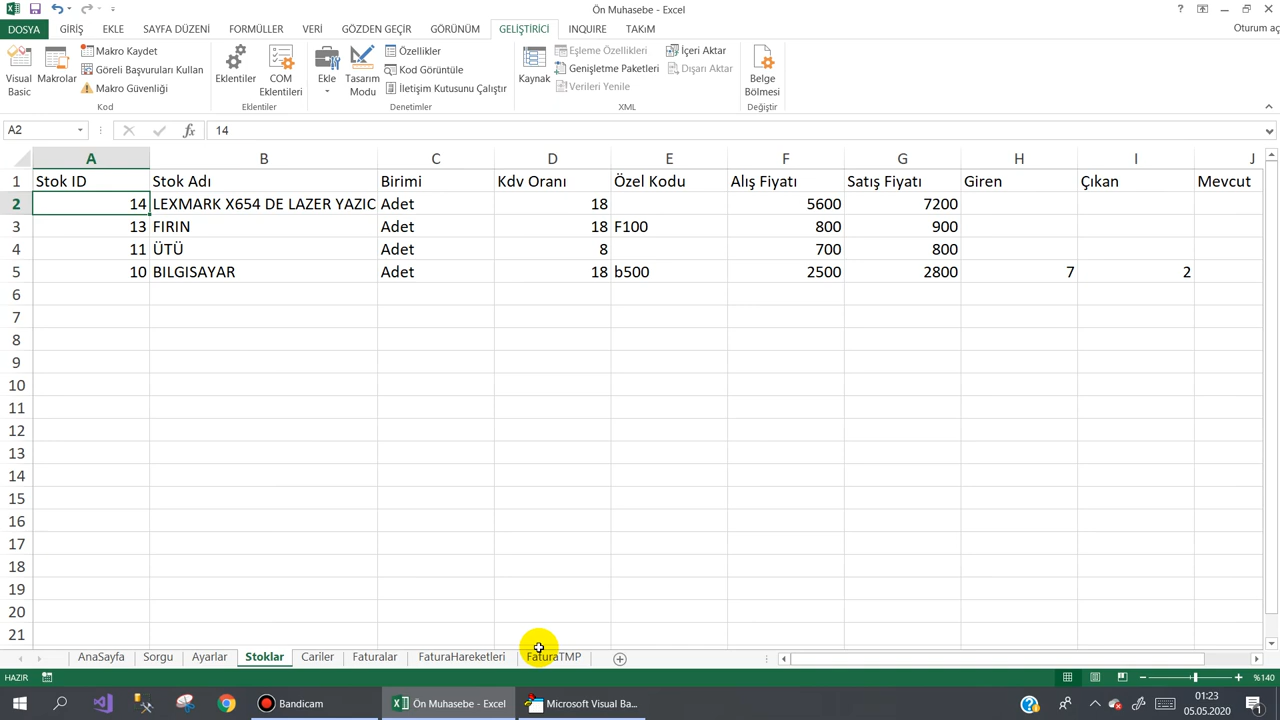 Ön Muhasebe - Excel
Oturum aç
DOSYA GİRİŞ EKLE SAYFA DÜZENİ FORMÜLLER VERİ GÖZDEN GEÇİR GÖRÜNÜM GELİŞTİRİCİ INQUIRE TAKıM
Visual Basic
Makrolar
Makro Kaydet
Göreli Başvuruları Kullan
Makro Güvenliği
Kod
Eklentiler
COM Eklentileri
Eklentiler
Ekle
Tasarım Modu
Özellikler
Kod Görüntüle
İletişim Kutusunu Çalıştır
Denetimler
Kaynak
Eşleme Özellikleri
Genişletme Paketleri
Verileri Yenile
İçeri Aktar
Dışarı Aktar
XML
Belge Bölmesi
Değiştir
A2 fx 14
A B C D E F G H I J
1 Stok ID Stok Adı Birimi Kdv Oranı Özel Kodu Alış Fiyatı Satış Fiyatı Giren Çıkan Mevcut
2 14 LEXMARK X654 DE LAZER YAZIC Adet 18 5600 7200
3 13 FIRIN Adet 18 F100 800 900
4 11 ÜTÜ Adet 8 700 800
5 10 BILGISAYAR Adet 18 b500 2500 2800 7 2
6
7
8
9
10
11
12
13
14
15
16
17
18
19
20
21
AnaSayfa Sorgu Ayarlar Stoklar Cariler Faturalar FaturaHareketleri FaturaTMP
HAZIR
%140
Bandicam
Ön Muhasebe - Excel
Microsoft Visual Ba...
01:23
05.05.2020
1